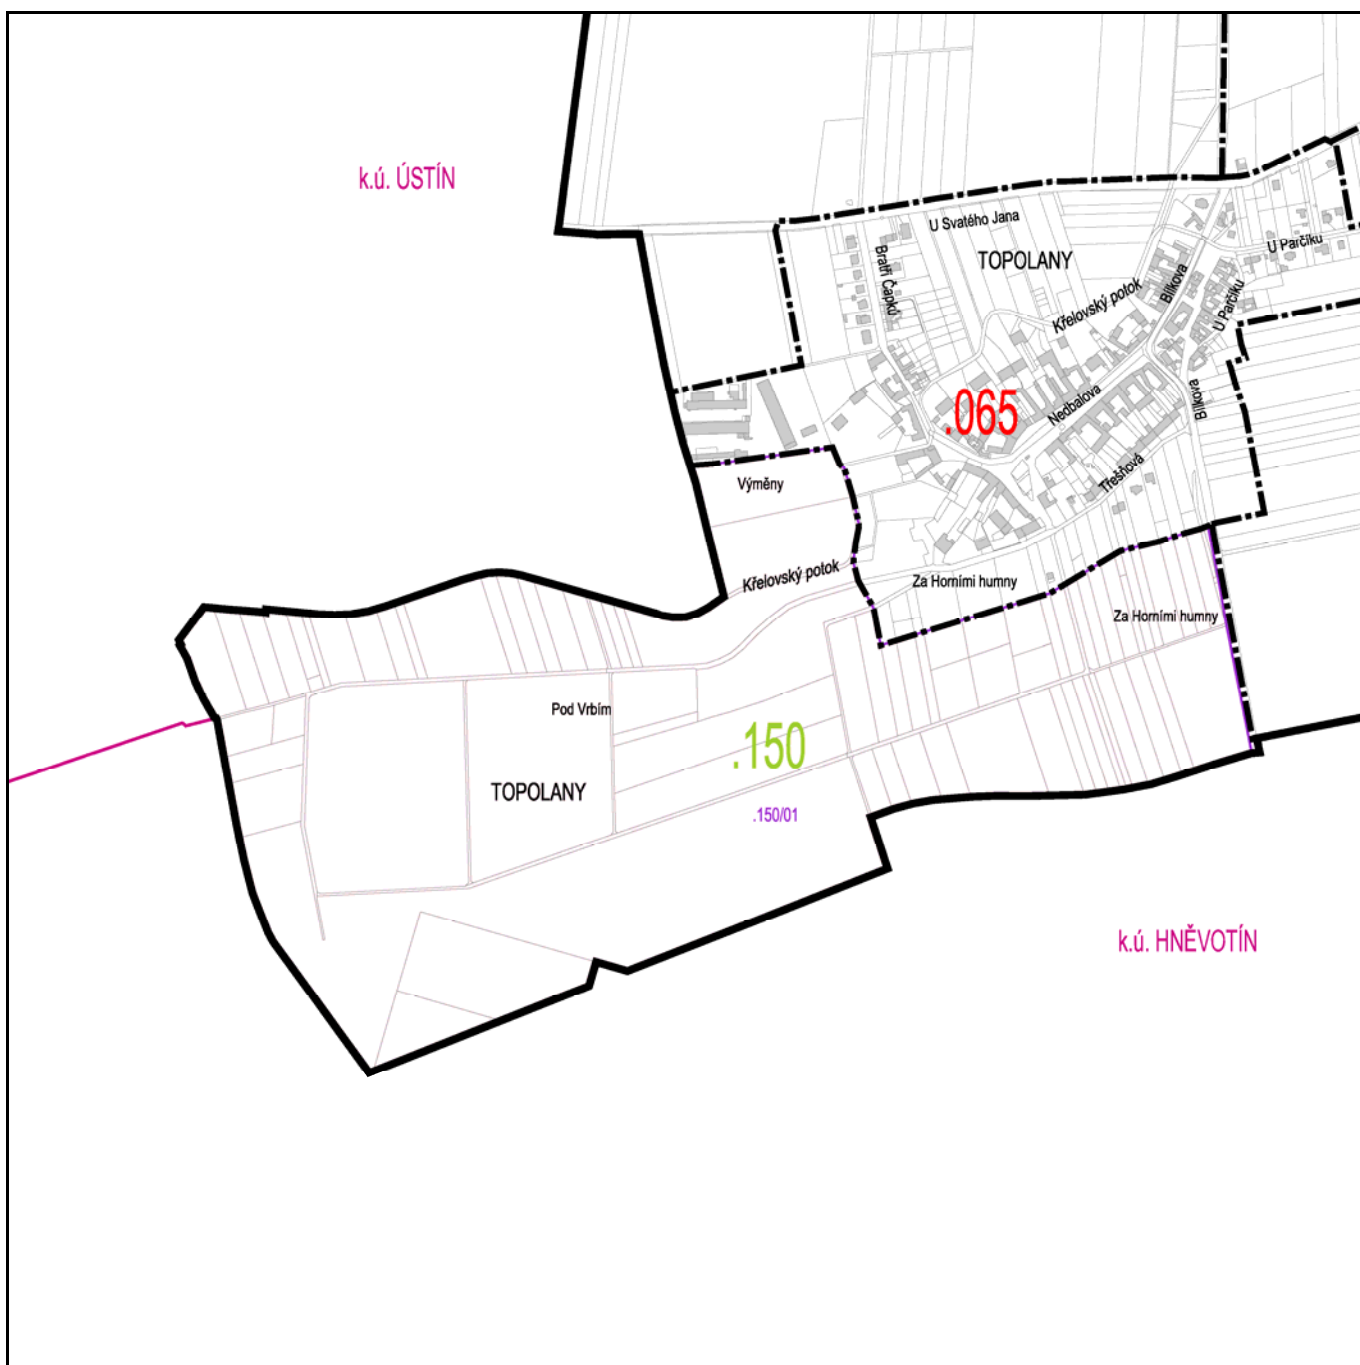 k.ú. ÚSTÍN
U Svatého Jana
U Parčíku
TOPOLANY
Bratří Čapků
Bílkova
Křelovský potok
U Parčíku
.065
Nedbalova
Bílkova
Třešňová
Výměny
Křelovský potok
Za Horními humny
Za Horními humny
Pod Vrbím
.150
TOPOLANY
.150/01
k.ú. HNĚVOTÍN